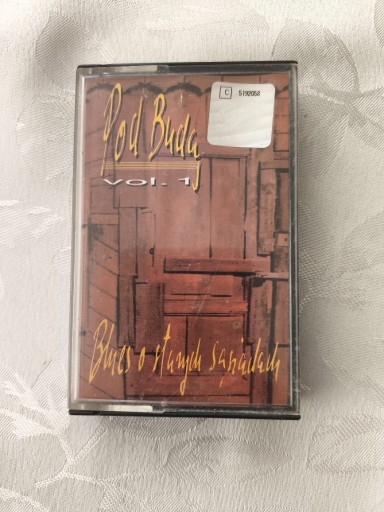 Pod Budą
vol. 1
C 5192058
Blues o starych sąsiadach